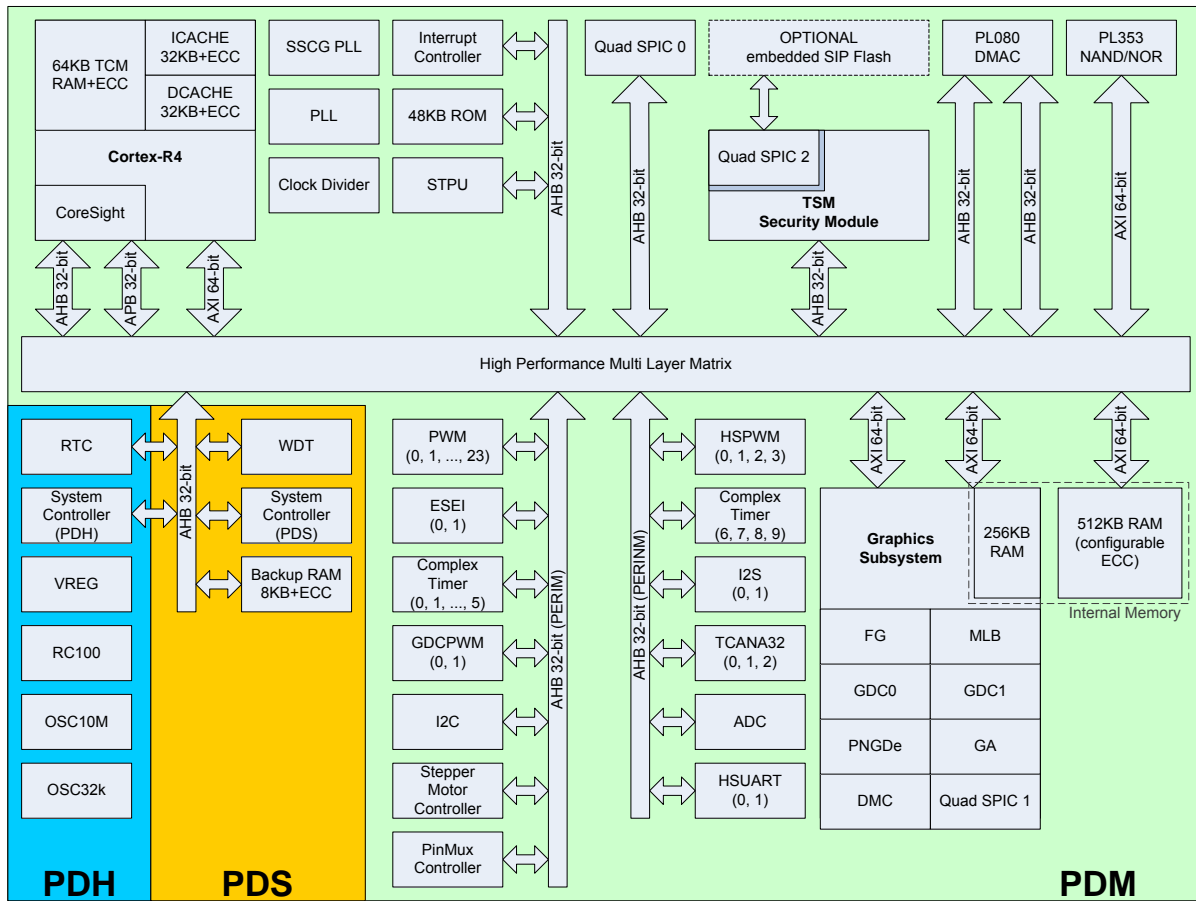 64KB TCM
RAM+ECC
ICACHE
32KB+ECC
DCACHE
32KB+ECC
Cortex-R4
CoreSight
SSCG PLL
PLL
Clock Divider
Interrupt
Controller
48KB ROM
STPU
AHB 32-bit
Quad SPIC 0
AHB 32-bit
OPTIONAL
embedded SIP Flash
Quad SPIC 2
TSM
Security Module
AHB 32-bit
PL080
DMAC
AHB 32-bit
AHB 32-bit
PL353
NAND/NOR
AXI 64-bit
AHB 32-bit
APB 32-bit
AXI 64-bit
High Performance Multi Layer Matrix
RTC
System
Controller
(PDH)
VREG
RC100
OSC10M
OSC32k
PDH
AHB 32-bit
WDT
System
Controller
(PDS)
Backup RAM
8KB+ECC
PDS
PWM
(0, 1, ..., 23)
ESEI
(0, 1)
Complex
Timer
(0, 1, ..., 5)
GDCPWM
(0, 1)
I2C
Stepper
Motor
Controller
PinMux
Controller
AHB 32-bit (PERIM)
AHB 32-bit (PERINM)
HSPWM
(0, 1, 2, 3)
Complex
Timer
(6, 7, 8, 9)
I2S
(0, 1)
TCANA32
(0, 1, 2)
ADC
HSUART
(0, 1)
AXI 64-bit
AXI 64-bit
AXI 64-bit
Graphics
Subsystem
256KB
RAM
512KB RAM
(configurable
ECC)
Internal Memory
FG
MLB
GDC0
GDC1
PNGDe
GA
DMC
Quad SPIC 1
PDM